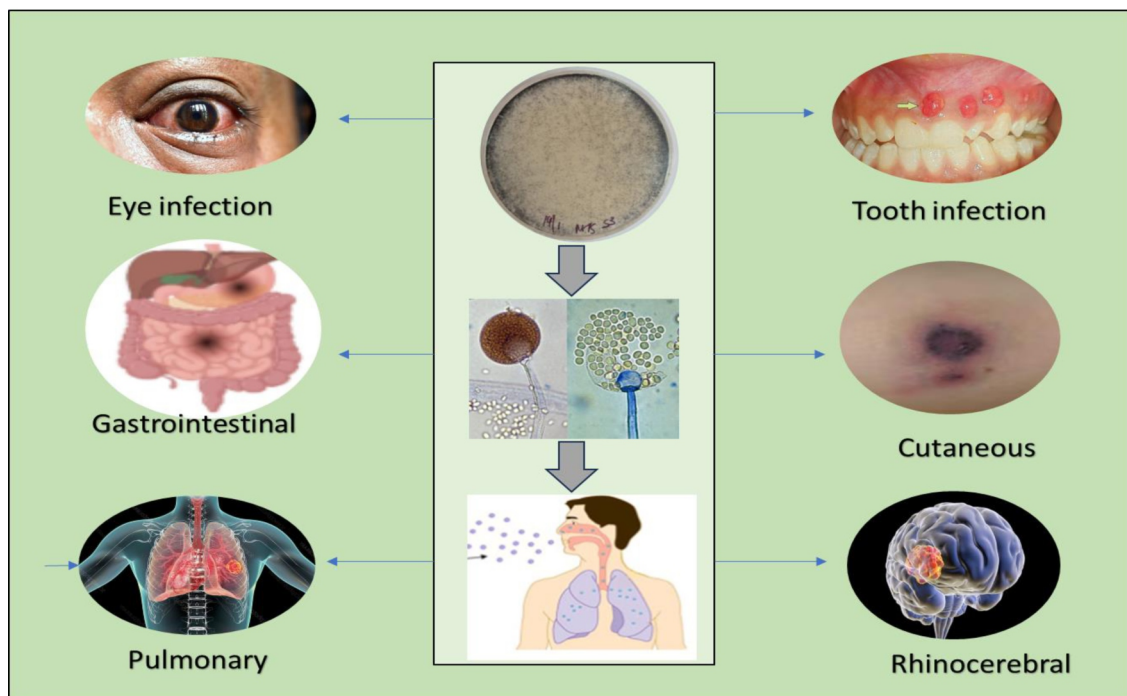 Eye infection
Tooth infection
Gastrointestinal
Cutaneous
Pulmonary
Rhinocerebral